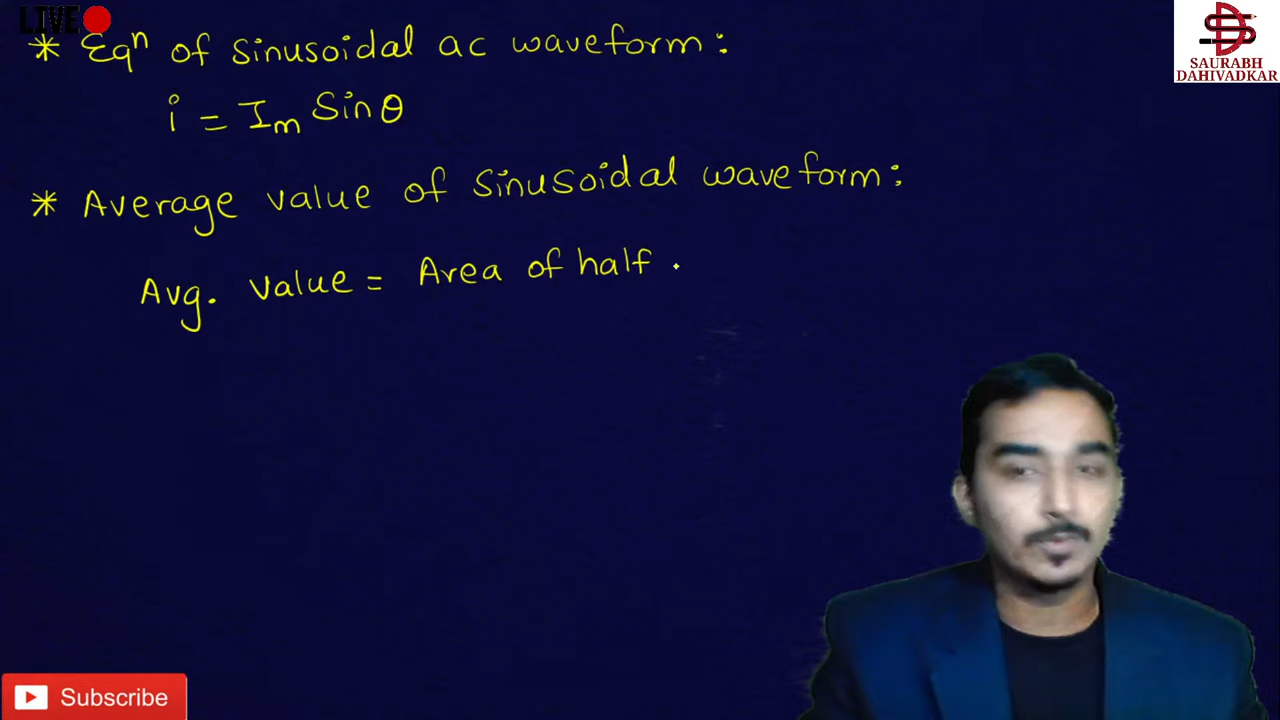 LIVE
* Eqⁿ of sinusoidal ac waveform:
i = Iₘ Sinθ
* Average value of sinusoidal waveform:
Avg. value = Area of half .
SAURABH
DAHIVADKAR
Subscribe